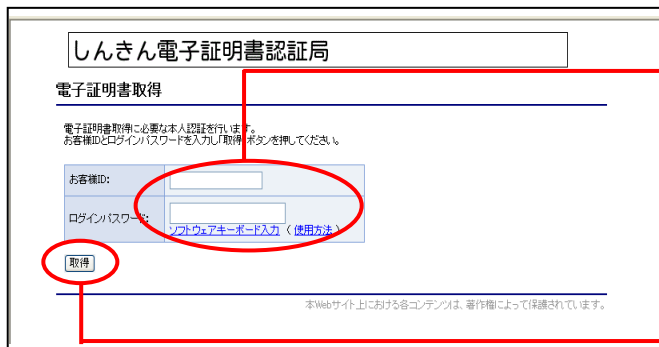 しんきん電子証明書認証局
電子証明書取得
電子証明書取得に必要な本人認証を行います。
お客様IDとログインパスワードを入力し「取得」ボタンを押してください。
お客様ID:
ログインパスワード:
ソフトウェアキーボード入力 ( 使用方法 )
取得
本Webサイト上における各コンテンツは、著作権によって保護されています。